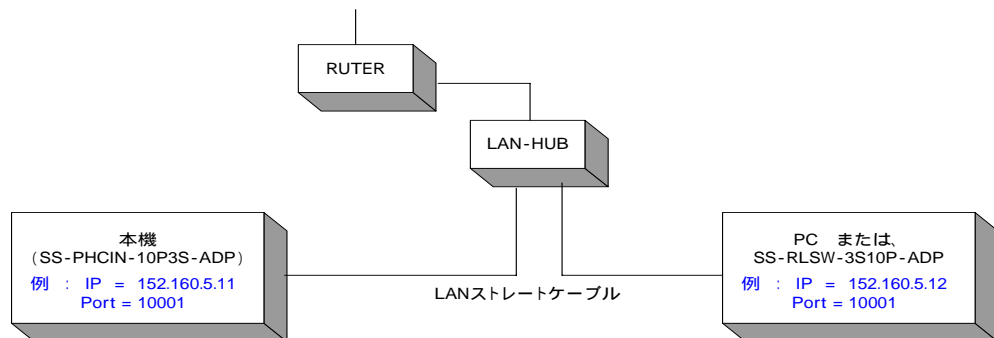 RUTER
LAN-HUB
本機
(SS-PHCIN-10P3S-ADP)
例 : IP = 152.160.5.11
Port = 10001
LANストレートケーブル
PC または、
SS-RLSW-3S10P-ADP
例 : IP = 152.160.5.12
Port = 10001